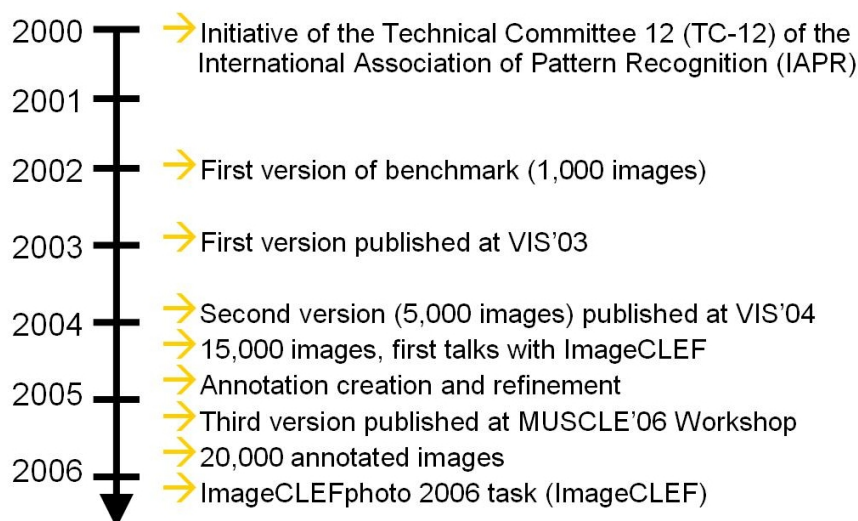 2000 → Initiative of the Technical Committee 12 (TC-12) of the
International Association of Pattern Recognition (IAPR)
2001
2002 → First version of benchmark (1,000 images)
2003 → First version published at VIS'03
2004 → Second version (5,000 images) published at VIS'04
→ 15,000 images, first talks with ImageCLEF
2005 → Annotation creation and refinement
→ Third version published at MUSCLE'06 Workshop
→ 20,000 annotated images
2006
→ ImageCLEFphoto 2006 task (ImageCLEF)